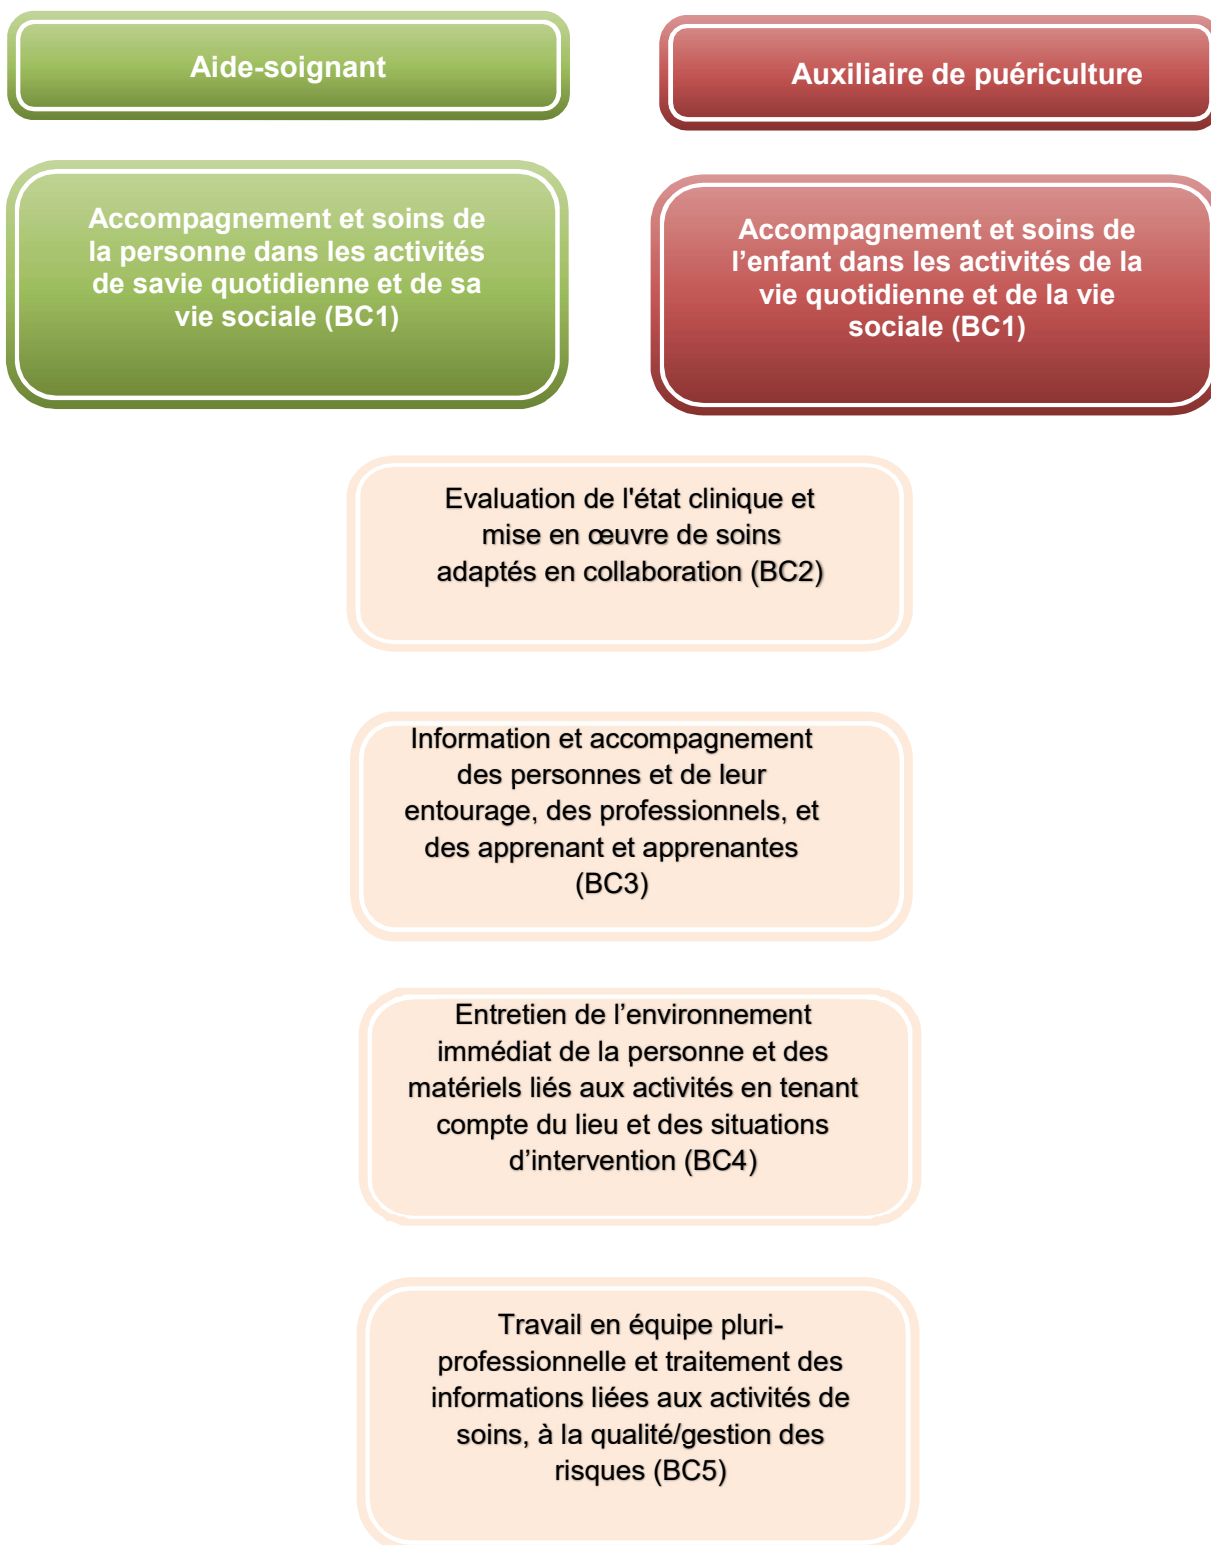 Aide-soignant
Auxiliaire de puériculture
Accompagnement et soins de
la personne dans les activités
de savie quotidienne et de sa
vie sociale (BC1)
Accompagnement et soins de
l’enfant dans les activités de la
vie quotidienne et de la vie
sociale (BC1)
Evaluation de l'état clinique et
mise en œuvre de soins
adaptés en collaboration (BC2)
Information et accompagnement
des personnes et de leur
entourage, des professionnels, et
des apprenant et apprenantes
(BC3)
Entretien de l’environnement
immédiat de la personne et des
matériels liés aux activités en tenant
compte du lieu et des situations
d’intervention (BC4)
Travail en équipe pluri-
professionnelle et traitement des
informations liées aux activités de
soins, à la qualité/gestion des
risques (BC5)